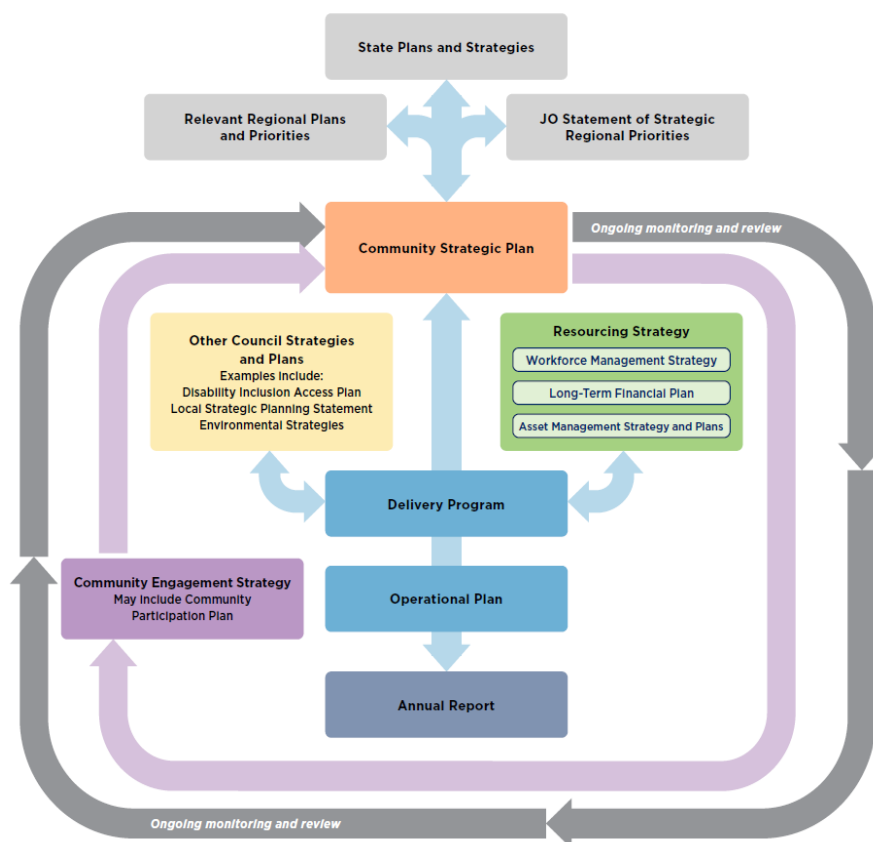 State Plans and Strategies
Relevant Regional Plans
and Priorities
JO Statement of Strategic
Regional Priorities
Community Strategic Plan
Ongoing monitoring and review
Other Council Strategies
and Plans
Examples Include:
Disability Inclusion Access Plan
Local Strategic Planning Statement
Environmental Strategies
Resourcing Strategy
Workforce Management Strategy
Long-Term Financial Plan
Asset Management Strategy and Plans
Delivery Program
Community Engagement Strategy
May Include Community
Participation Plan
Operational Plan
Annual Report
Ongoing monitoring and review